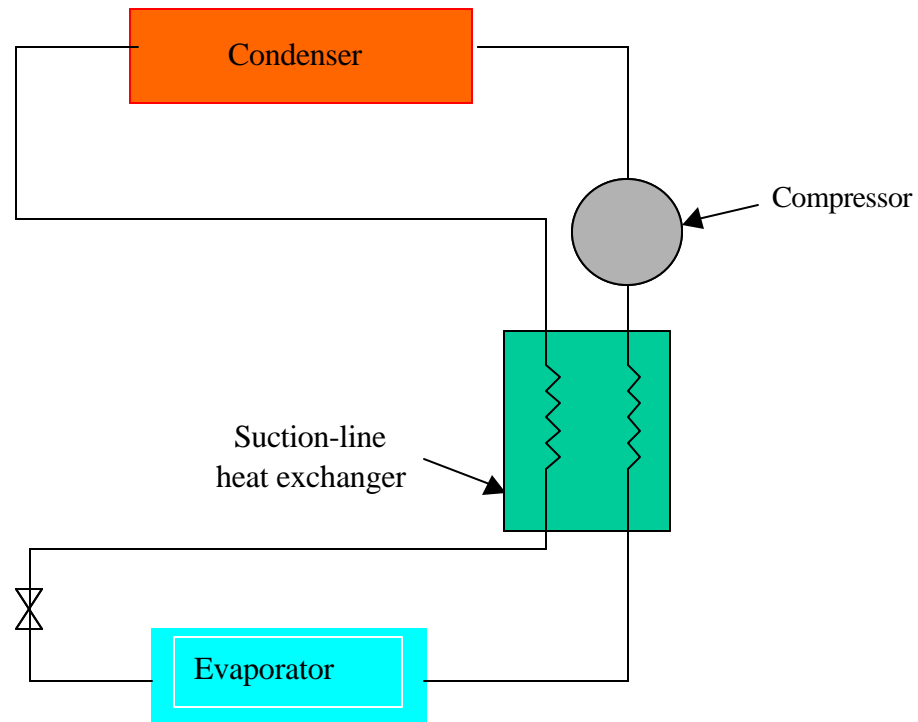 Condenser
Compressor
Suction-line
heat exchanger
Evaporator